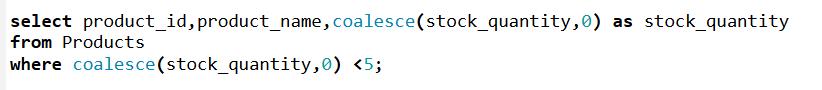 select product_id,product_name,coalesce(stock_quantity,0) as stock_quantity
from Products
where coalesce(stock_quantity,0) <5;